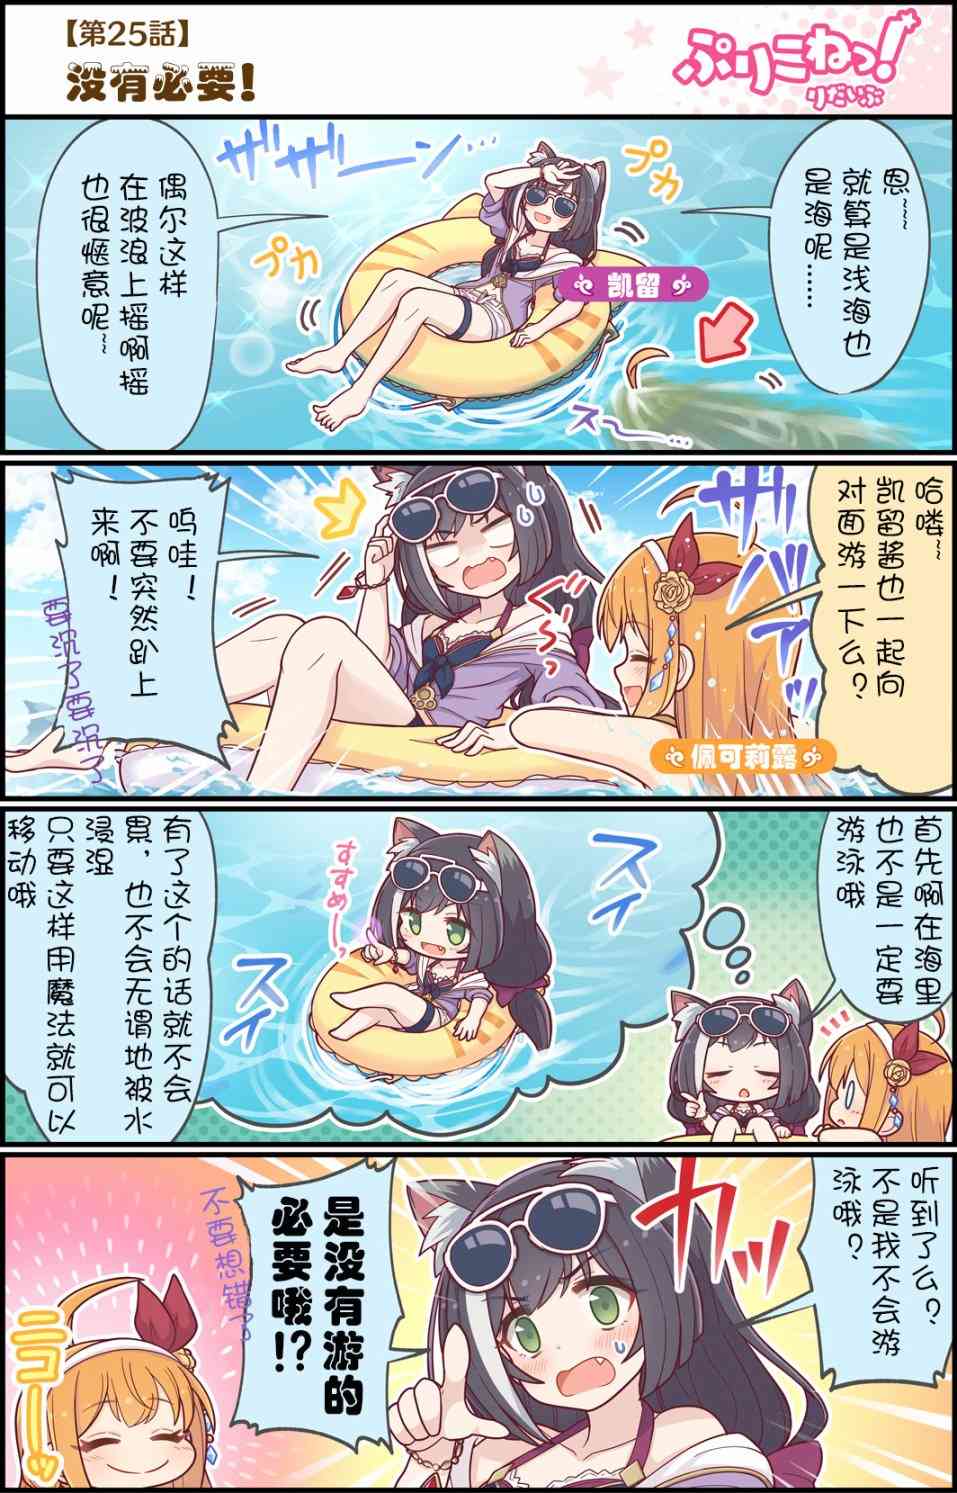 【第25話】
没有必要!
ぷりこねっ!
りだいぶ
恩~~~
就算是浅海也
是海呢……
ザザザーン…
プカ
プカ
偶尔这样
在波浪上摇啊摇
也很惬意呢~
凯留
スー…
哈喽~
凯留酱也一起向
对面游一下么?
ザバアッ
ぐらっ
呜哇!
不要突然趴上
来啊!
要沉了要沉了
佩可莉露
首先啊在海里
也不是一定要
游泳哦
スイ
すすめーっ
スイ
有了这个的话就不会
累，也不会无谓地被水
浸湿
只要这样用魔法就可以
移动哦
听到了么?
不是我不会游
泳哦?
カッ
是没有游的
必要哦!?
不要想错了
ニコーッ